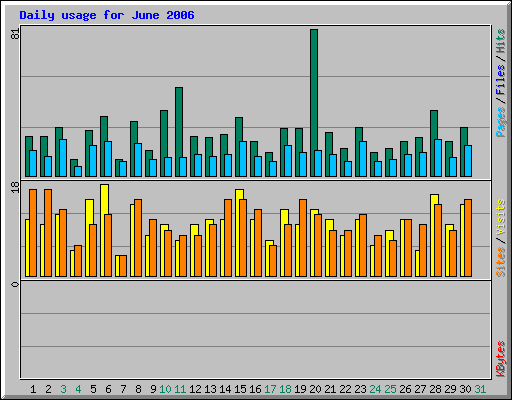 Daily usage for June 2006
81
Pages/Files/Hits
18
Sites/Visits
0
KBytes
1 2 3 4 5 6 7 8 9 10 11 12 13 14 15 16 17 18 19 20 21 22 23 24 25 26 27 28 29 30 31